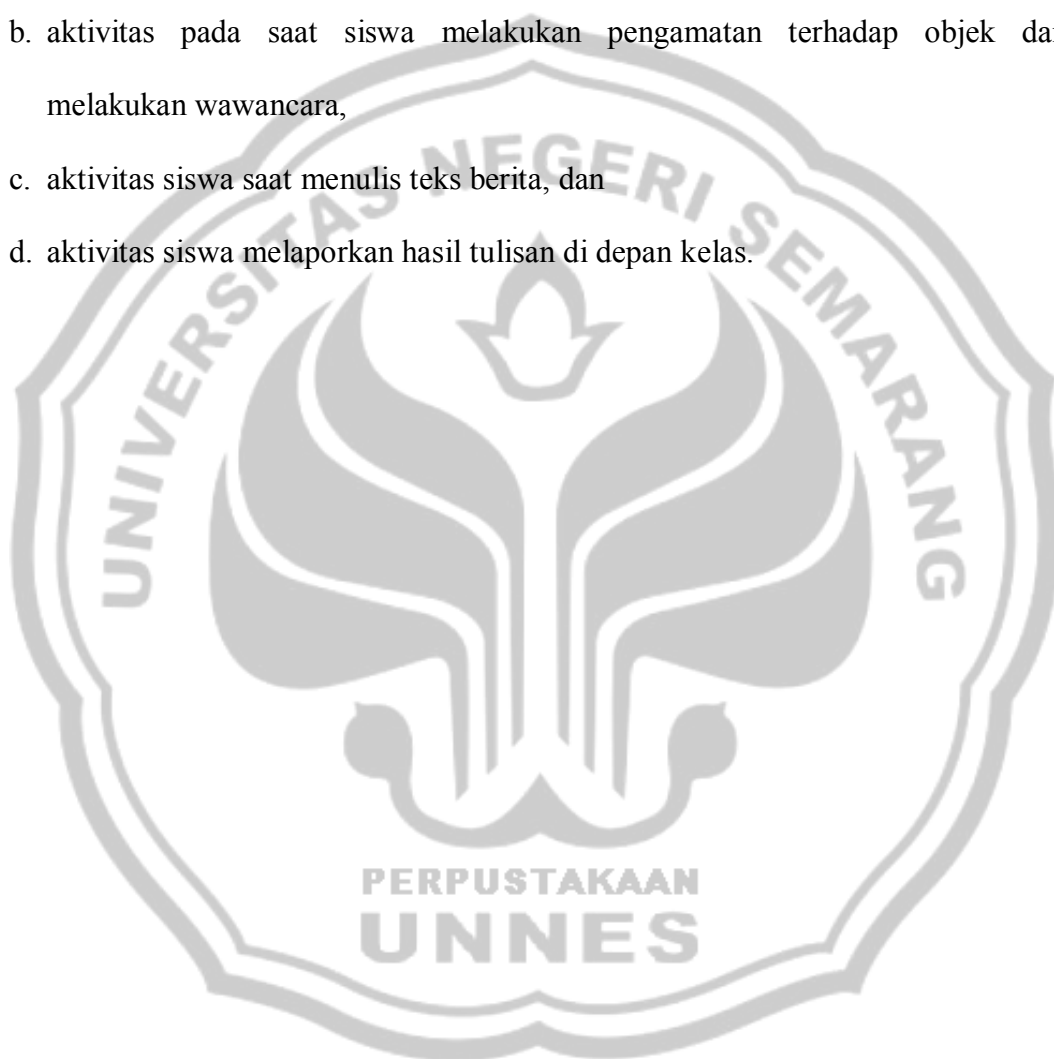 b. aktivitas pada saat siswa melakukan pengamatan terhadap objek dan
melakukan wawancara,
c. aktivitas siswa saat menulis teks berita, dan
d. aktivitas siswa melaporkan hasil tulisan di depan kelas.
UNIVERSITAS NEGERI SEMARANG
PERPUSTAKAAN
UNNES